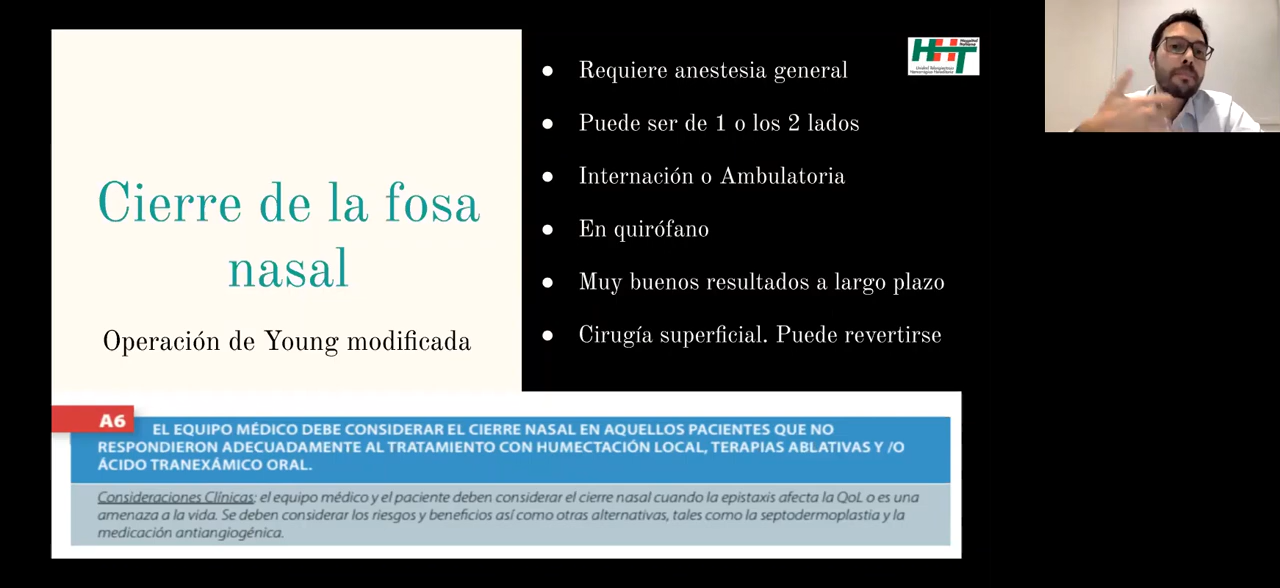 Cierre de la fosa
nasal
Operación de Young modificada
● Requiere anestesia general
● Puede ser de 1 o los 2 lados
● Internación o Ambulatoria
● En quirófano
● Muy buenos resultados a largo plazo
● Cirugía superficial. Puede revertirse
HHT
A6
EL EQUIPO MÉDICO DEBE CONSIDERAR EL CIERRE NASAL EN AQUELLOS PACIENTES QUE NO
RESPONDIERON ADECUADAMENTE AL TRATAMIENTO CON HUMECTACIÓN LOCAL, TERAPIAS ABLATIVAS Y /O
ÁCIDO TRANEXÁMICO ORAL.
Consideraciones Clínicas: el equipo médico y el paciente deben considerar el cierre nasal cuando la epistaxis afecta la QoL o es una
amenaza a la vida. Se deben considerar los riesgos y beneficios así como otras alternativas, tales como la septodermoplastia y la
medicación antiangiogénica.